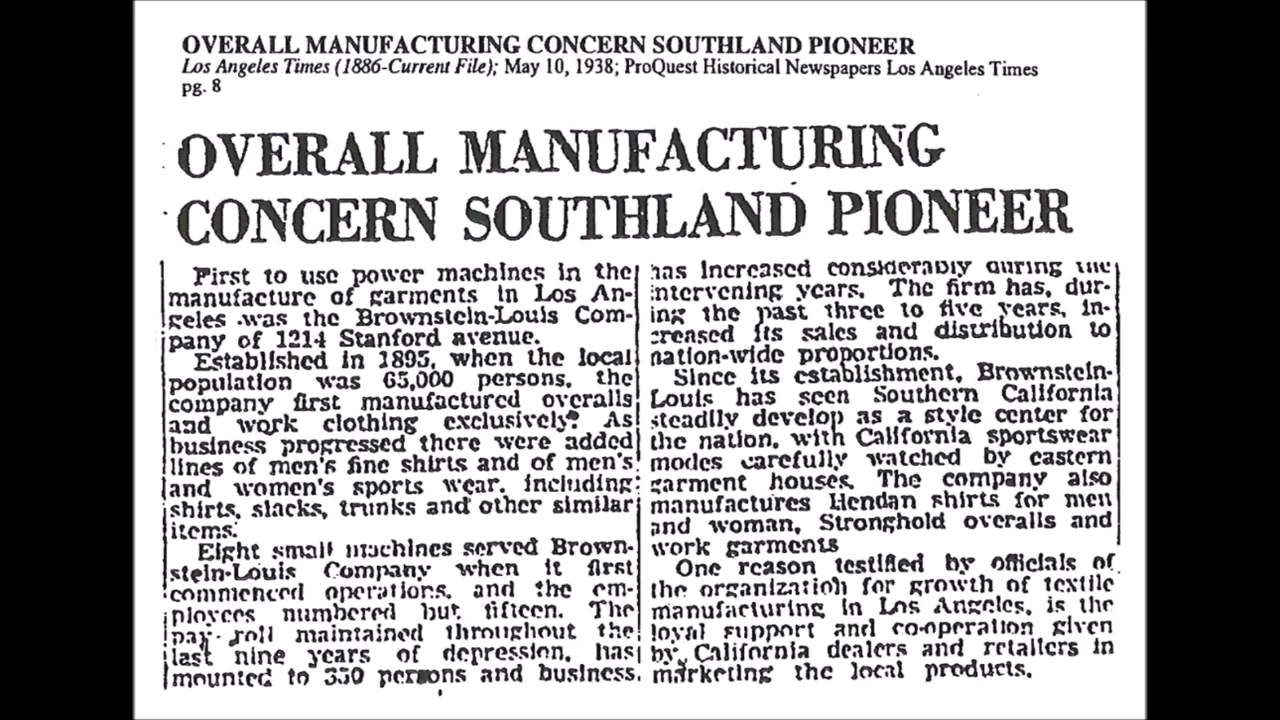 OVERALL MANUFACTURING CONCERN SOUTHLAND PIONEER
Los Angeles Times (1886-Current File); May 10, 1938; ProQuest Historical Newspapers Los Angeles Times
pg. 8
OVERALL MANUFACTURING
CONCERN SOUTHLAND PIONEER
First to use power machines in the
manufacture of garments in Los An-
geles was the Brownstein-Louis Com-
pany of 1214 Stanford avenue.
Established in 1895, when the local
population was 65,000 persons, the
company first manufactured overalls
and work clothing exclusively. As
business progressed there were added
lines of men's fine shirts and of men's
and women's sports wear, including
shirts, slacks, trunks and other similar
items.
Eight small machines served Brown-
stein-Louis Company when it first
commenced operations, and the em-
ployees numbered but fifteen. The
pay-roll maintained throughout the
last nine years of depression, has
mounted to 350 persons and business
has increased considerably during the
intervening years. The firm has, dur-
ing the past three to five years, in-
creased its sales and distribution to
nation-wide proportions.
Since its establishment, Brownstein-
Louis has seen Southern California
steadily develop as a style center for
the nation, with California sportswear
modes carefully watched by eastern
garment houses. The company also
manufactures Hendan shirts for men
and woman, Stronghold overalls and
work garments
One reason testified by officials of
the organization for growth of textile
manufacturing in Los Angeles, is the
loyal support and co-operation given
by California dealers and retailers in
marketing the local products.